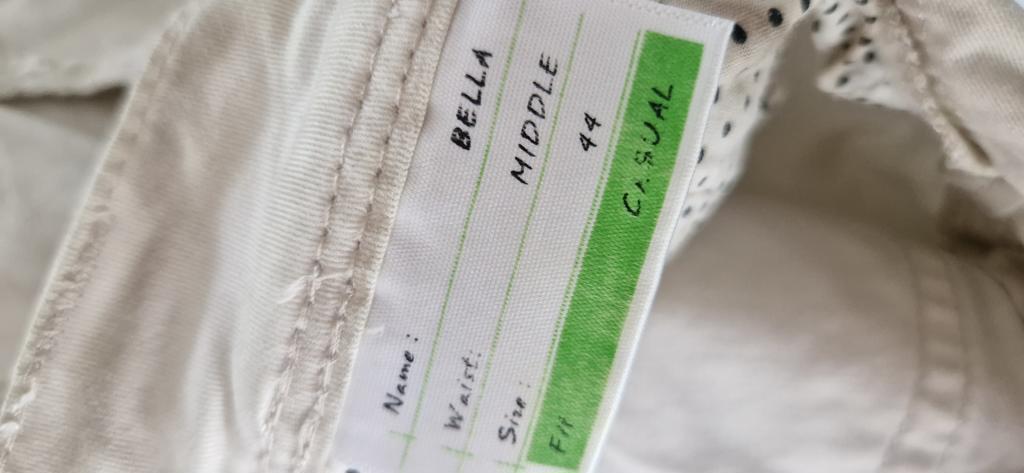 Name: BELLA
Waist: MIDDLE
Size: 44
Fit CASUAL